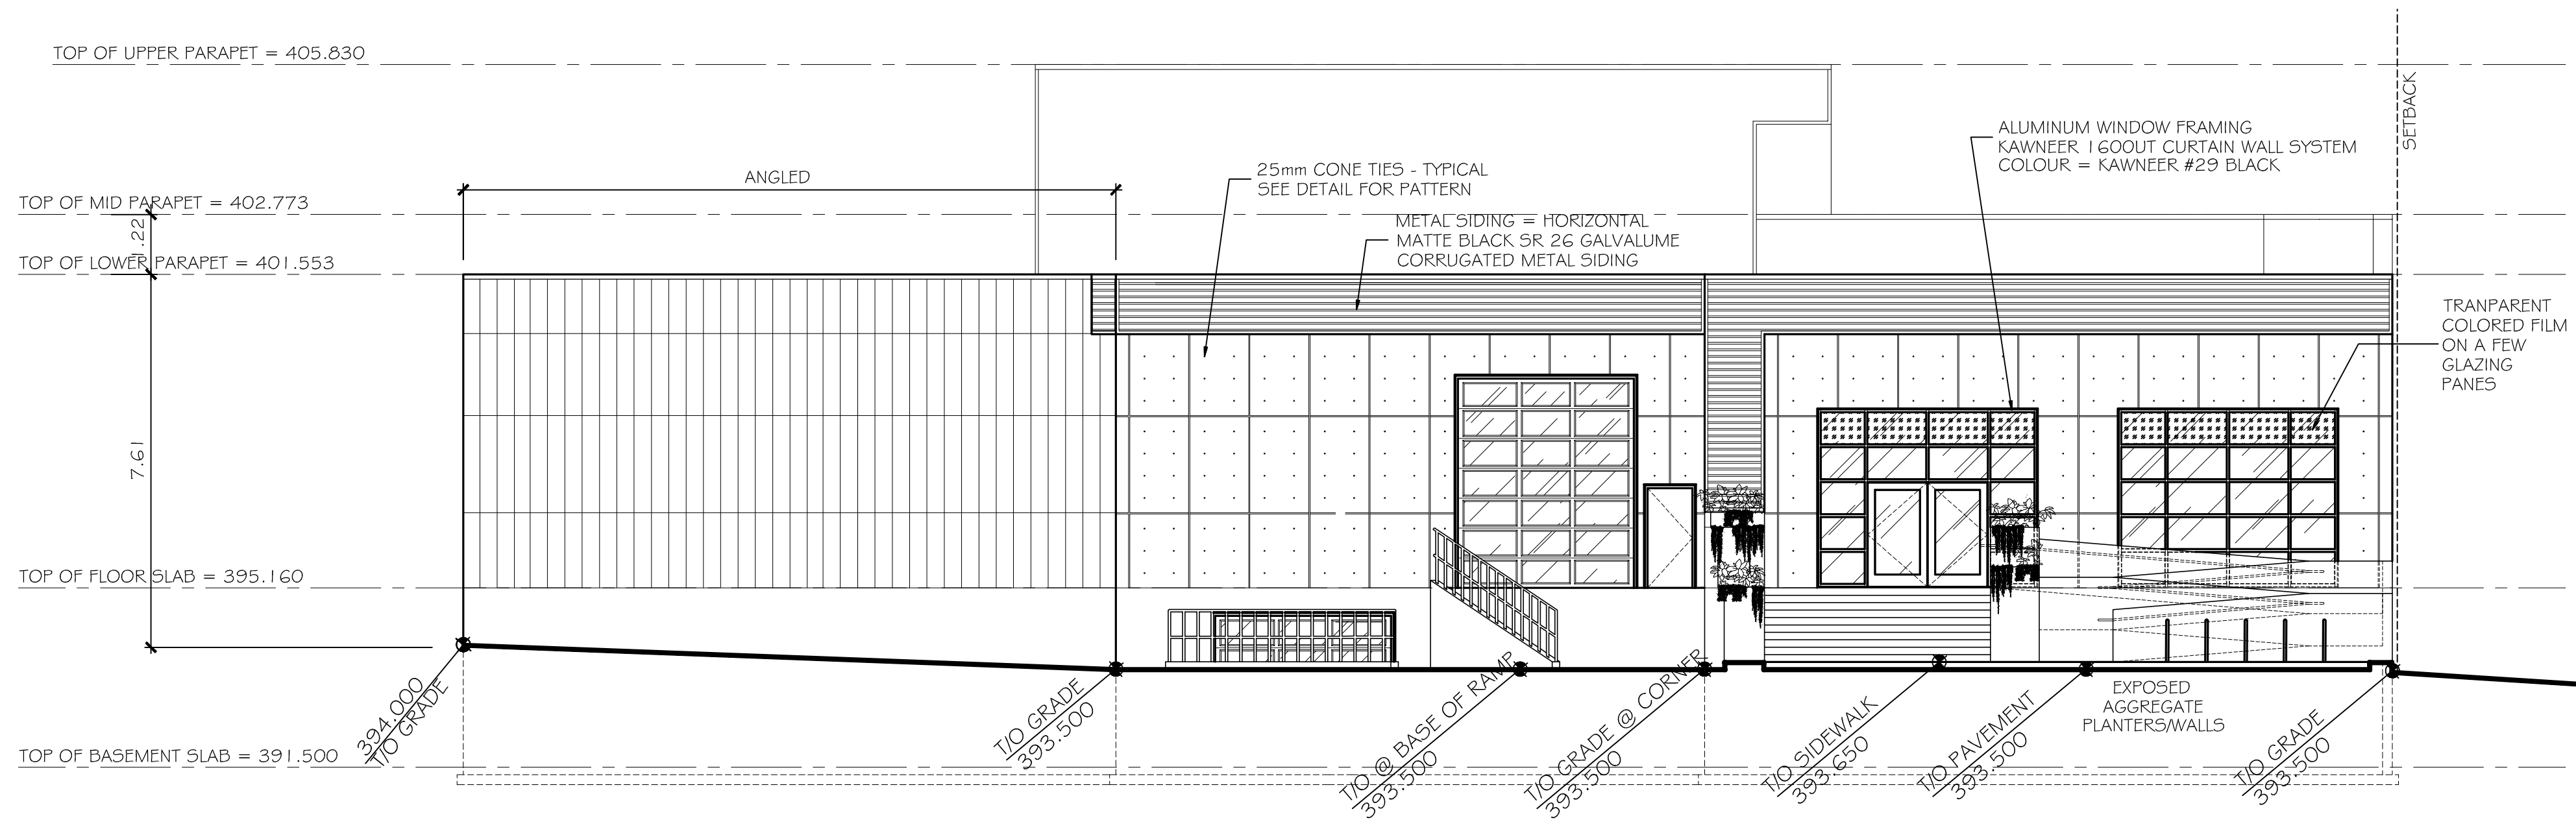 TOP OF UPPER PARAPET = 405.830
SETBACK
ALUMINUM WINDOW FRAMING
KAWNEER 1600UT CURTAIN WALL SYSTEM
COLOUR = KAWNEER #29 BLACK
25mm CONE TIES - TYPICAL
SEE DETAIL FOR PATTERN
ANGLED
TOP OF MID PARAPET = 402.773
1.22
METAL SIDING = HORIZONTAL
MATTE BLACK SR 26 GALVALUME
CORRUGATED METAL SIDING
TOP OF LOWER PARAPET = 401.553
TRANPARENT
COLORED FILM
ON A FEW
GLAZING
PANES
7.61
TOP OF FLOOR SLAB = 395.160
394.000
T/O GRADE
T/O GRADE
393.500
T/O @ BASE OF RAMP
393.500
T/O GRADE @ CORNER
393.500
T/O SIDEWALK
393.650
T/O PAVEMENT
393.500
EXPOSED
AGGREGATE
PLANTERS/WALLS
T/O GRADE
393.500
TOP OF BASEMENT SLAB = 391.500